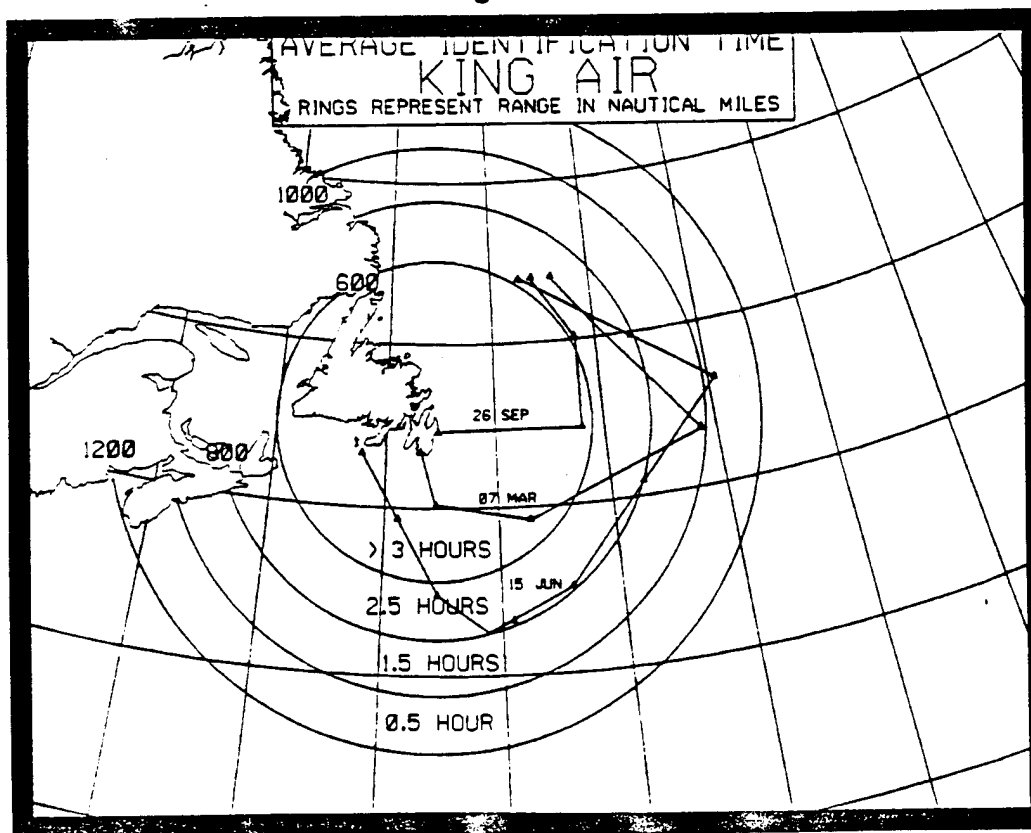 AVERAGE IDENTIFICATION TIME
KING AIR
RINGS REPRESENT RANGE IN NAUTICAL MILES
1000
600
26 SEP
1200
800
07 MAR
> 3 HOURS
15 JUN
2.5 HOURS
1.5 HOURS
0.5 HOUR